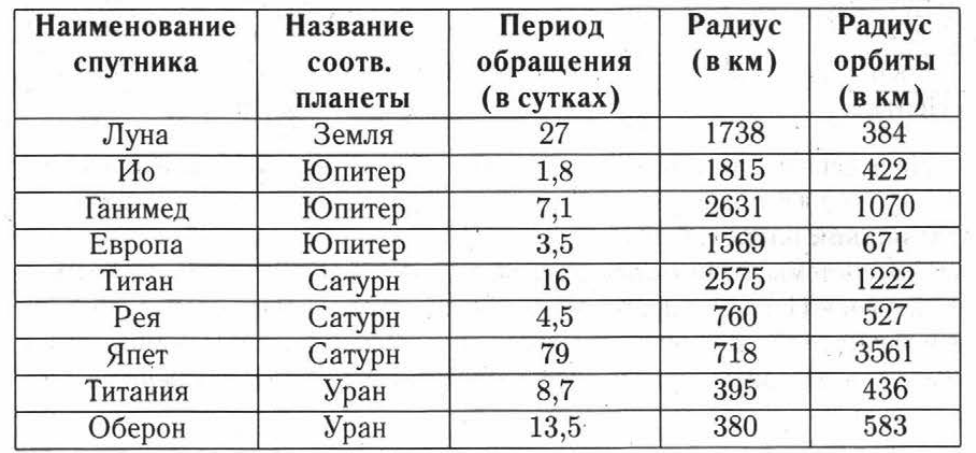 Наименование спутника | Название соотв. планеты | Период обращения (в сутках) | Радиус (в км) | Радиус орбиты (в км)
Луна | Земля | 27 | 1738 | 384
Ио | Юпитер | 1,8 | 1815 | 422
Ганимед | Юпитер | 7,1 | 2631 | 1070
Европа | Юпитер | 3,5 | 1569 | 671
Титан | Сатурн | 16 | 2575 | 1222
Рея | Сатурн | 4,5 | 760 | 527
Япет | Сатурн | 79 | 718 | 3561
Титания | Уран | 8,7 | 395 | 436
Оберон | Уран | 13,5 | 380 | 583